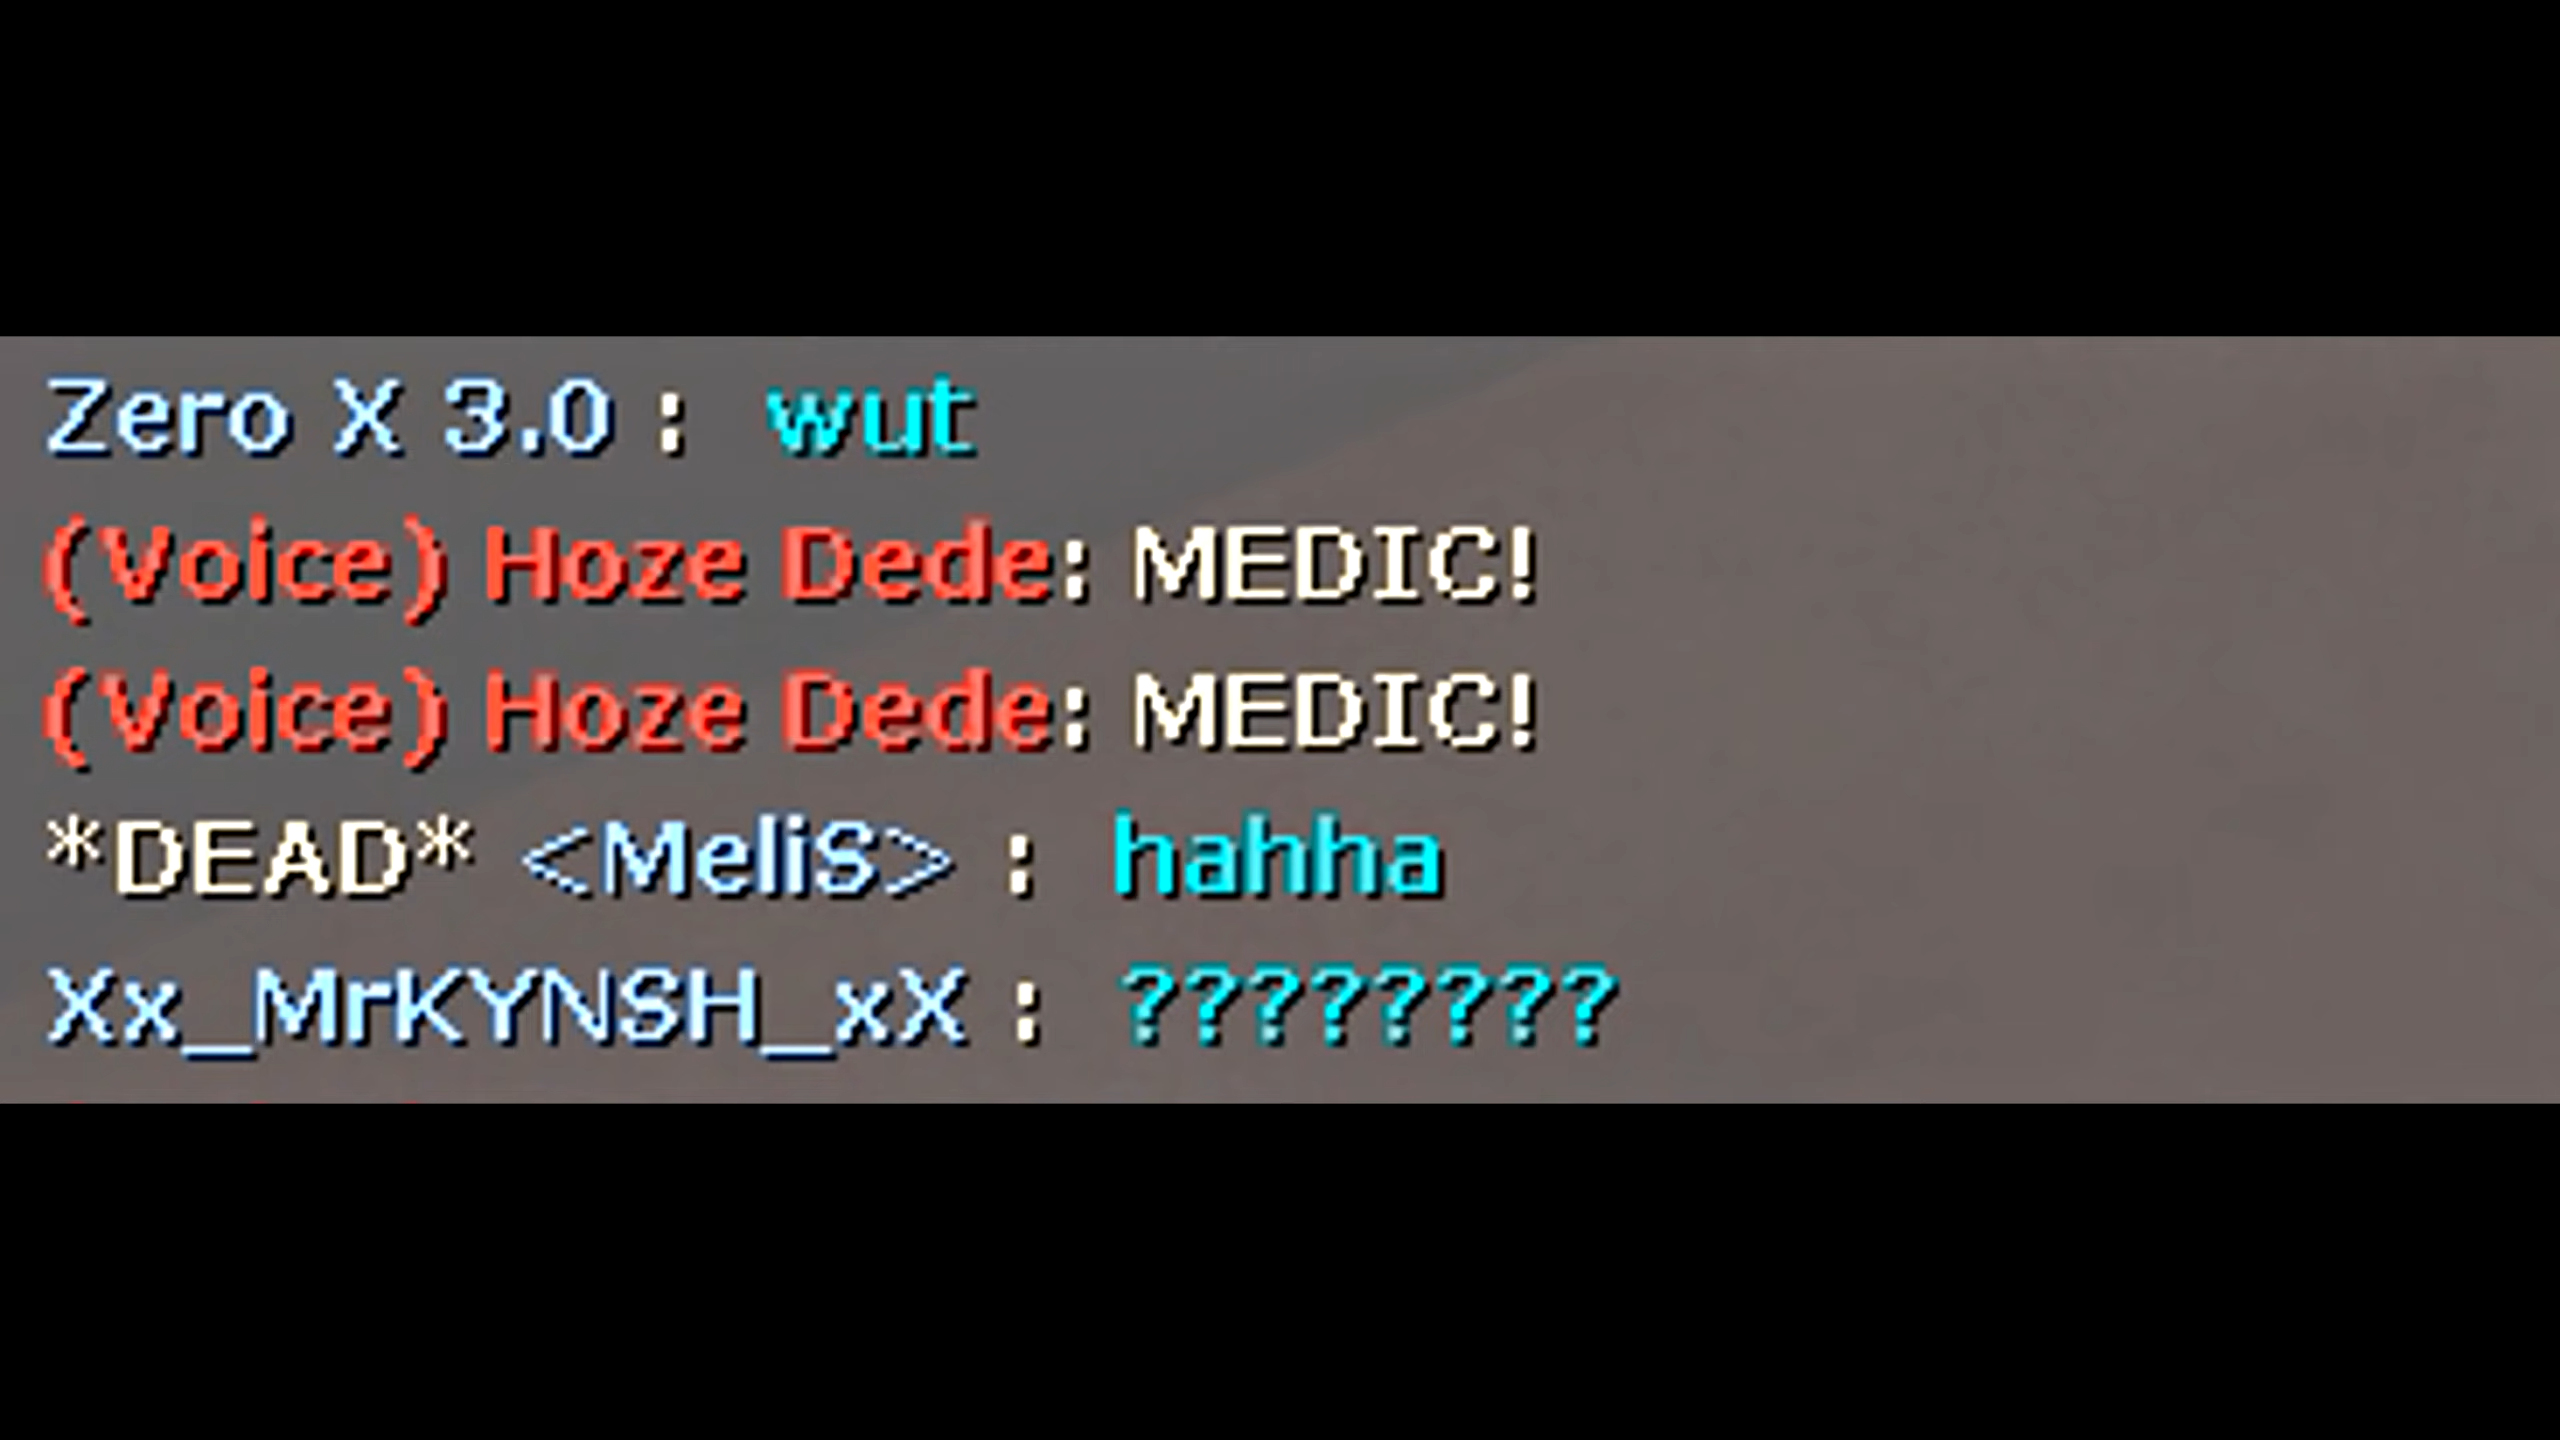 Zero X 3.0 : wut
(Voice) Hoze Dede: MEDIC!
(Voice) Hoze Dede: MEDIC!
*DEAD* <MeliS> : hahha
Xx_MrKYNSH_xX : ????????